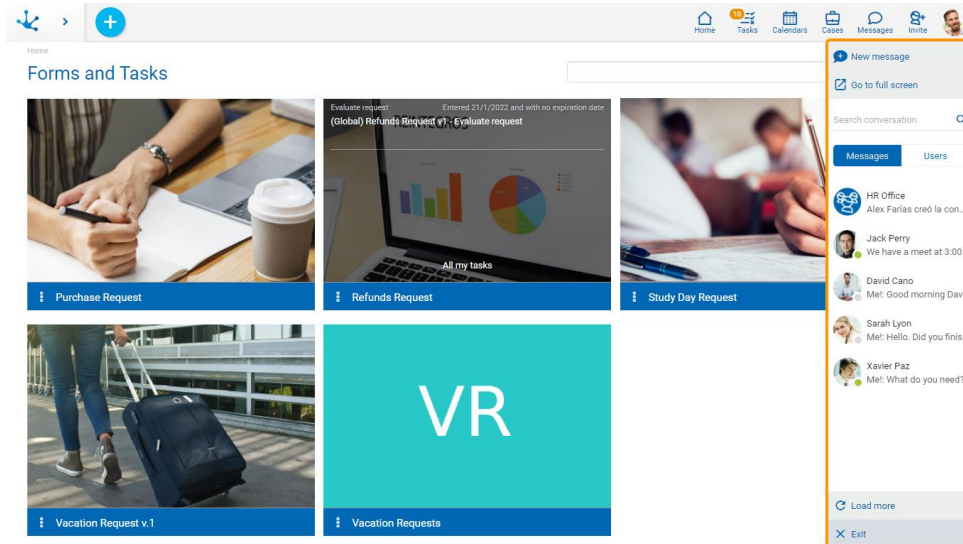 10
Home
Tasks
Calendars
Cases
Messages
Invite
Home
Forms and Tasks
New message
Go to full screen
Search conversation
Messages
Users
HR Office
Alex Farías creó la con...
Jack Perry
We have a meet at 3:00
David Cano
Me!: Good morning Dav
Sarah Lyon
Me!: Hello. Did you finis
Xavier Paz
Me!: What do you need?
Load more
Exit
Evaluate request
Entered 21/1/2022 and with no expiration date
(Global) Refunds Request v1 - Evaluate request
REINTEGROS
All my tasks
Purchase Request
Refunds Request
Study Day Request
VR
Vacation Request v.1
Vacation Requests